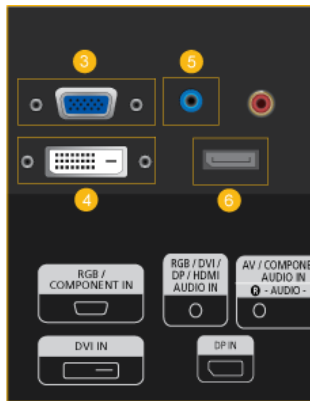 3
5
4
6
RGB /
COMPONENT IN
RGB / DVI /
DP / HDMI
AUDIO IN
AV / COMPONE
AUDIO IN
R - AUDIO -
DVI IN
DP IN